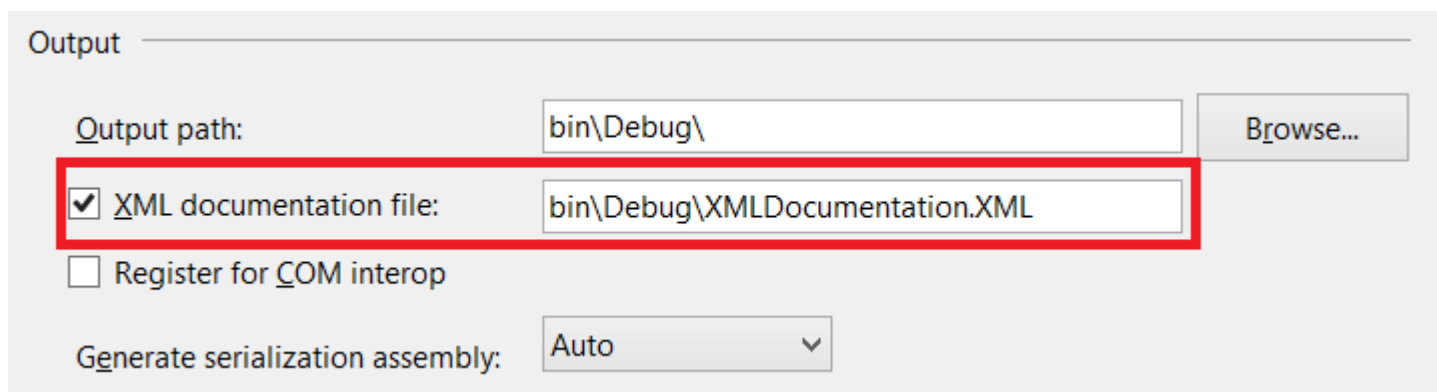 Output
Output path: bin\Debug\ Browse...
XML documentation file: bin\Debug\XMLDocumentation.XML
Register for COM interop
Generate serialization assembly: Auto